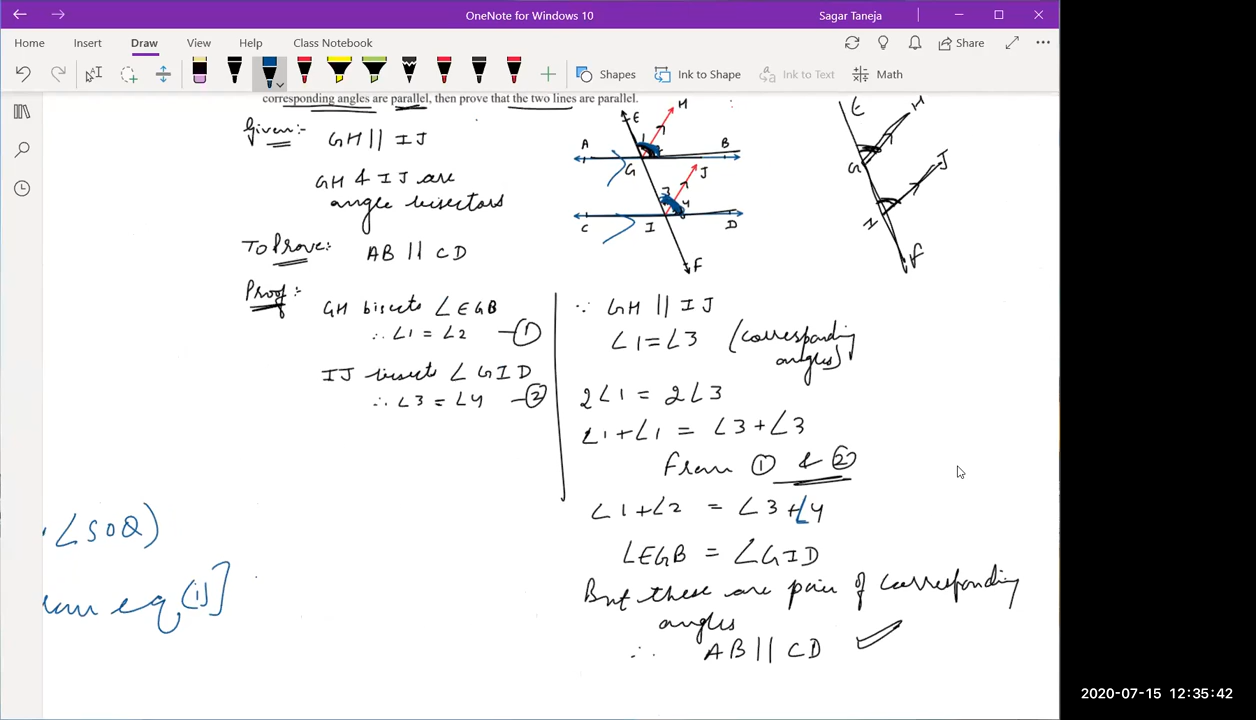 OneNote for Windows 10
Sagar Taneja
Home Insert Draw View Help Class Notebook
Share
Shapes Ink to Shape Ink to Text Math
corresponding angles are parallel, then prove that the two lines are parallel.
Given:- GH || IJ
GH & IJ are
angle bisectors
To Prove:- AB || CD
Proof:-
GH bisects ∠EGB
∴ ∠1 = ∠2 —①
IJ bisects ∠GID
∴ ∠3 = ∠4 —②
E H
A 1 2 B
G
3 J
4
C I D
F
E H
G J
I
F
∵ GH || IJ
∠1 = ∠3 (corresponding
angles)
2∠1 = 2∠3
∠1+∠1 = ∠3+∠3
From ① & ②
∠1+∠2 = ∠3+∠4
∠EGB = ∠GID
But these are pair of corresponding
angles
∴ AB || CD
∠SOQ)
eq (i)]
2020-07-15 12:35:42